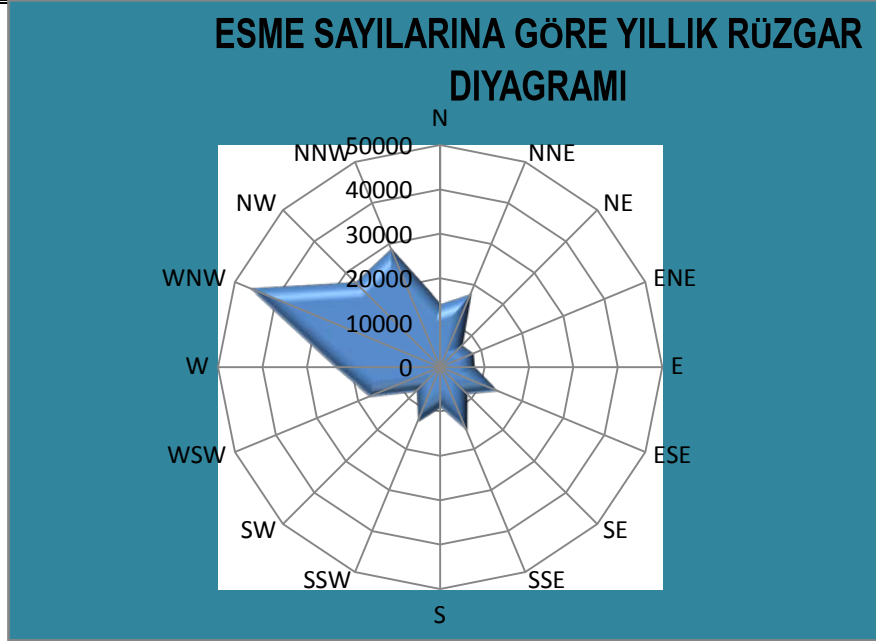 ESME SAYILARINA GÖRE YILLIK RÜZGAR
DIYAGRAMI
N
NNE
NE
ENE
E
ESE
SE
SSE
S
SSW
SW
WSW
W
WNW
NW
NNW
50000
40000
30000
20000
10000
0